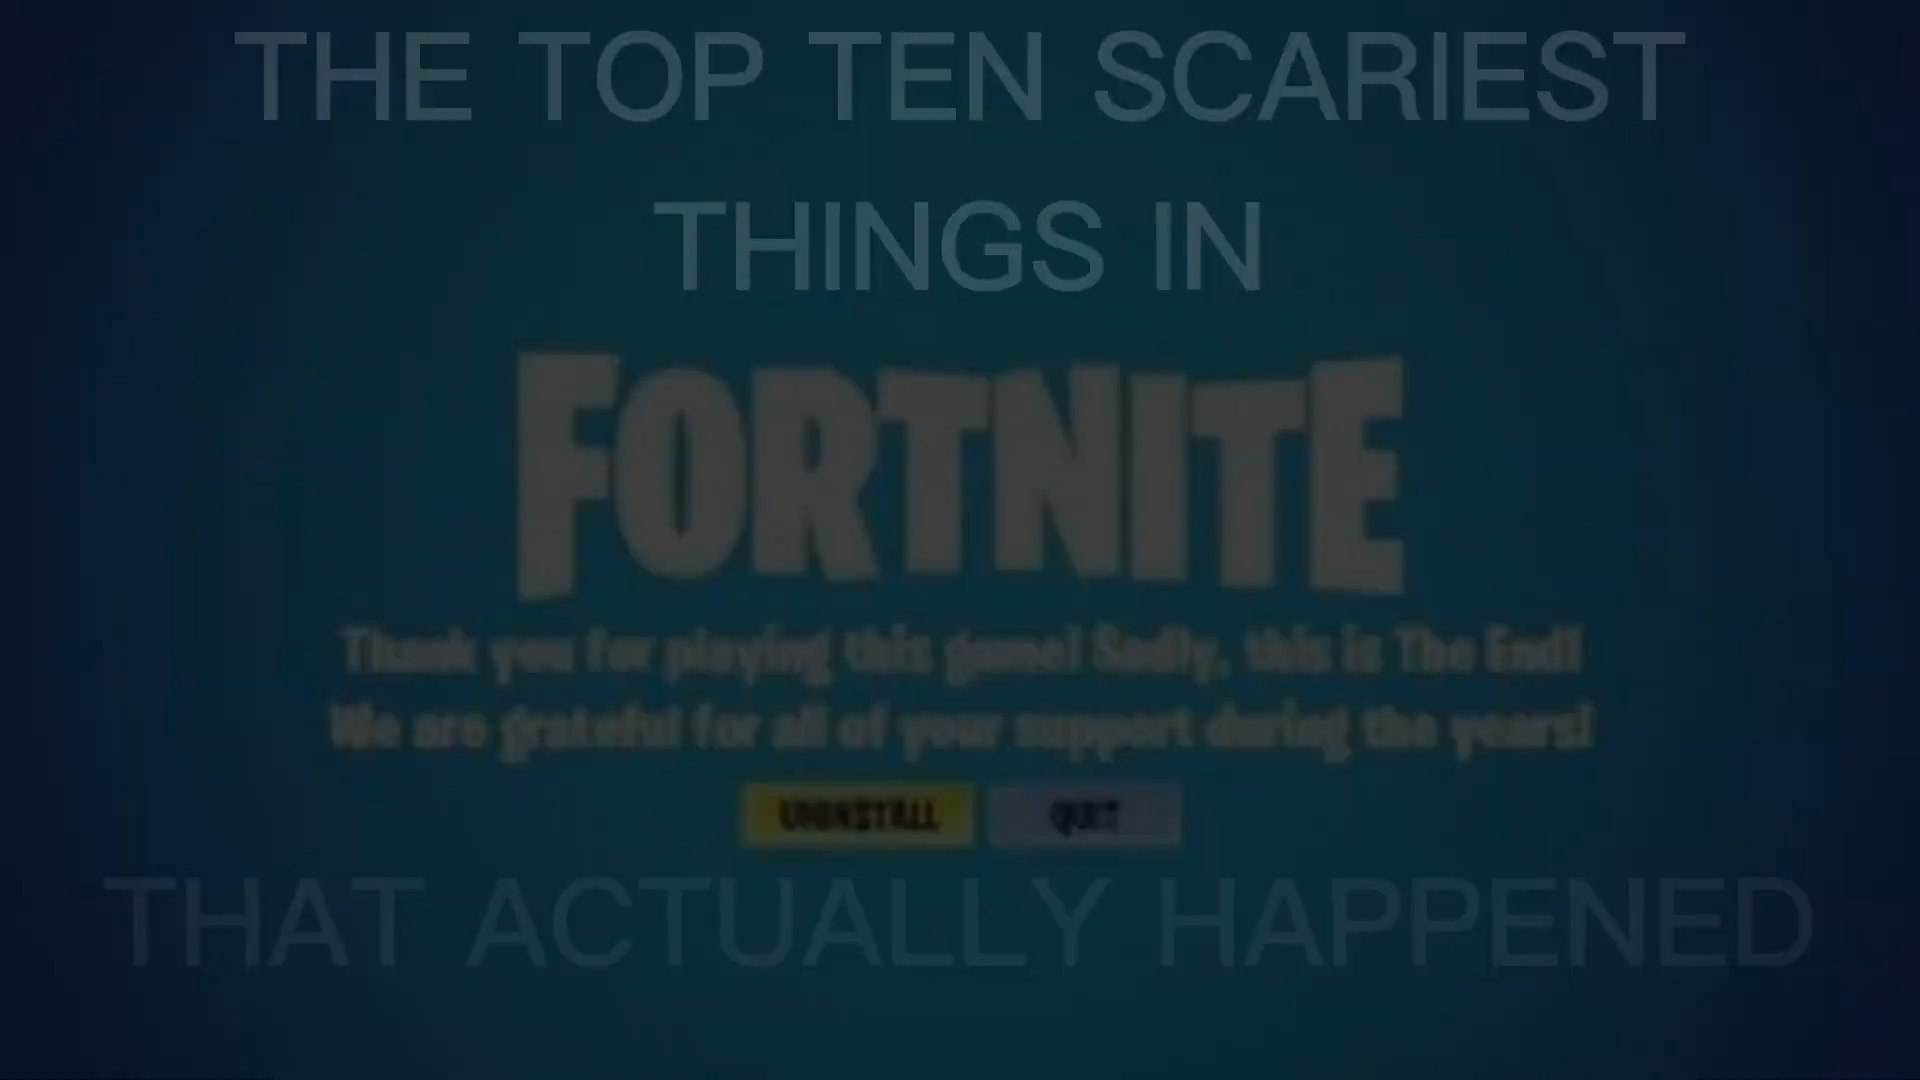 THE TOP TEN SCARIEST
THINGS IN
FORTNITE
Thank you for playing this game! Sadly, this is The End!
We are grateful for all of your support during the years!
UNINSTALL QUIT
THAT ACTUALLY HAPPENED